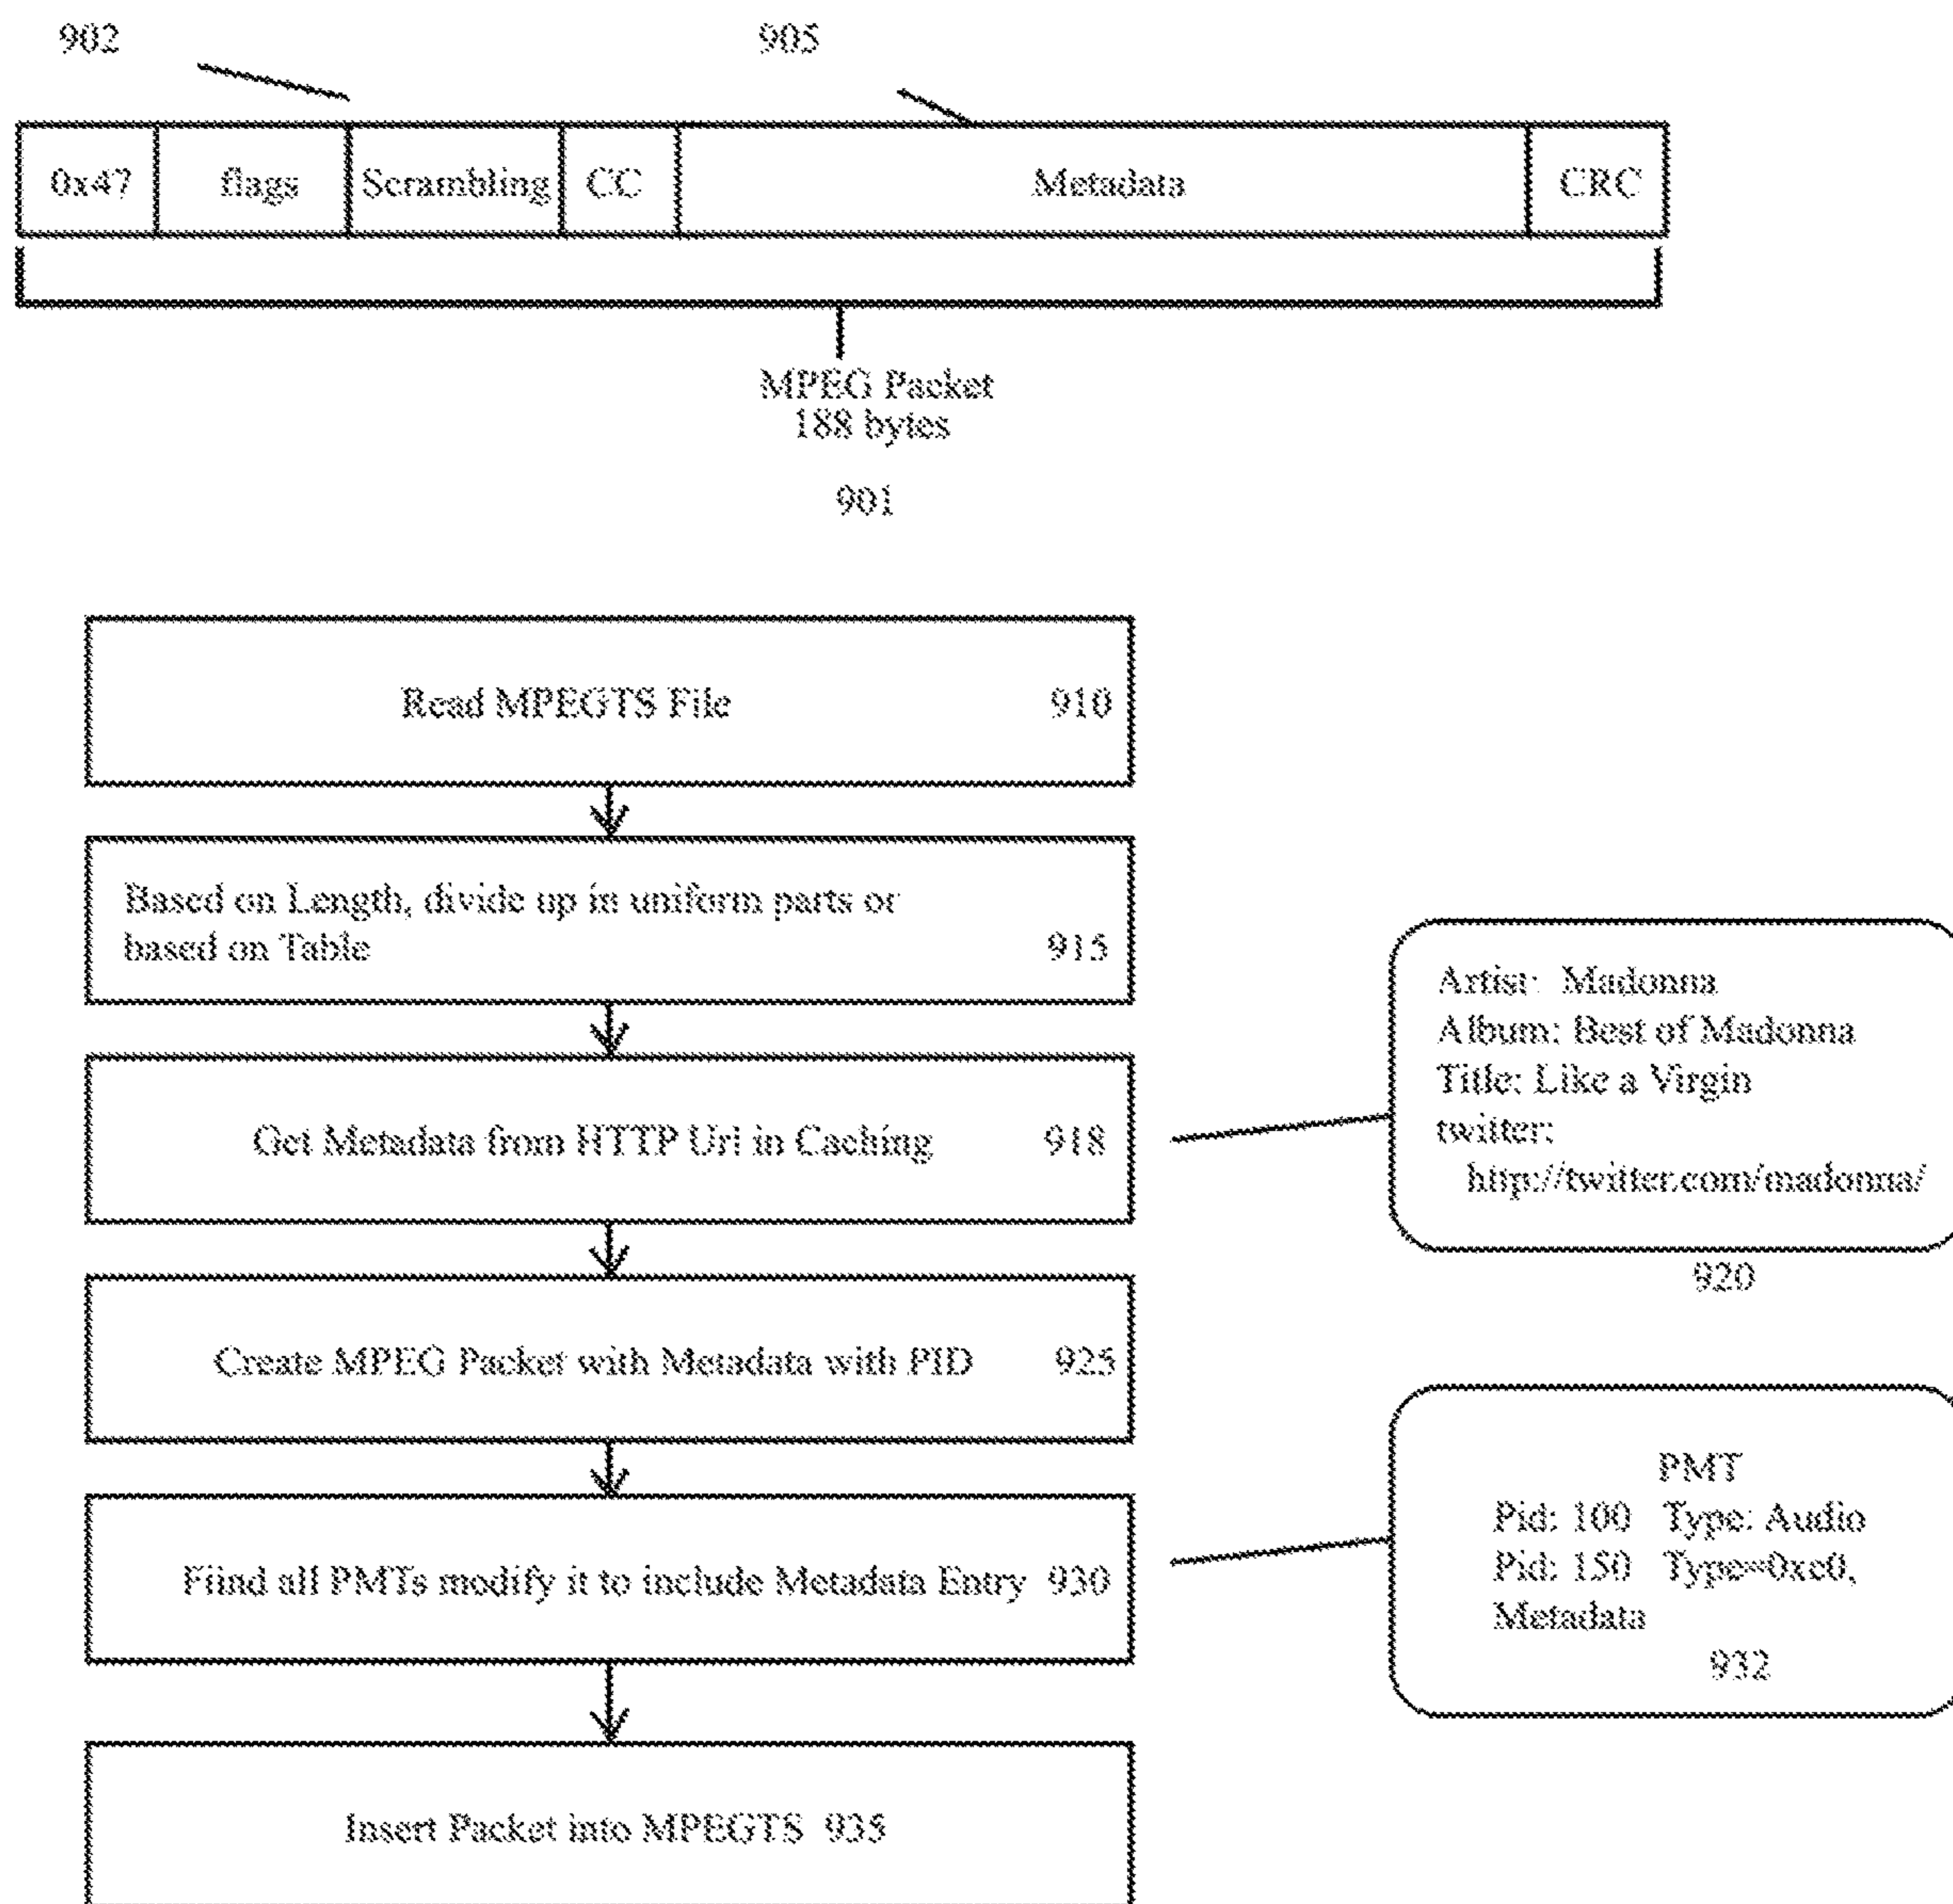 902
905
0x47 flags Scrambling CC Metadata CRC
MPEG Packet
188 bytes
901
Read MPEGTS File 910
Based on Length, divide up in uniform parts or
based on Table 915
Get Metadata from HTTP Url in Caching 918
Artist: Madonna
Album: Best of Madonna
Title: Like a Virgin
twitter:
http://twitter.com/madonna/
920
Create MPEG Packet with Metadata with PID 925
Fiind all PMTs modify it to include Metadata Entry 930
PMT
Pid: 100 Type: Audio
Pid: 150 Type=0xc0,
Metadata
932
Insert Packet into MPEGTS 935